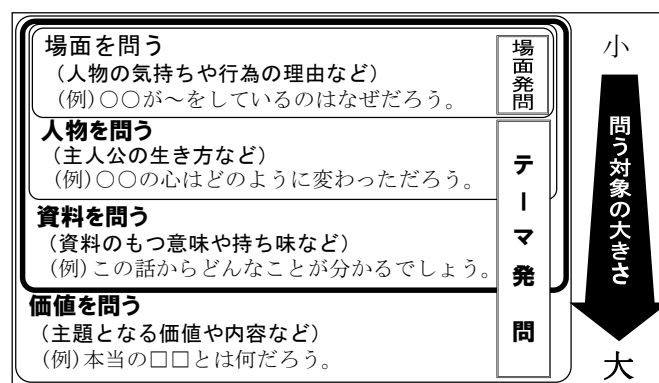 場面を問う
(人物の気持ちや行為の理由など)
(例)○○が～をしているのはなぜだろう。
場面発問
人物を問う
(主人公の生き方など)
(例)○○の心はどのように変わっただろう。
資料を問う
(資料のもつ意味や持ち味など)
(例)この話からどんなことが分かるでしょう。
価値を問う
(主題となる価値や内容など)
(例)本当の□□とは何だろう。
テーマ発問
小
問う対象の大きさ
大